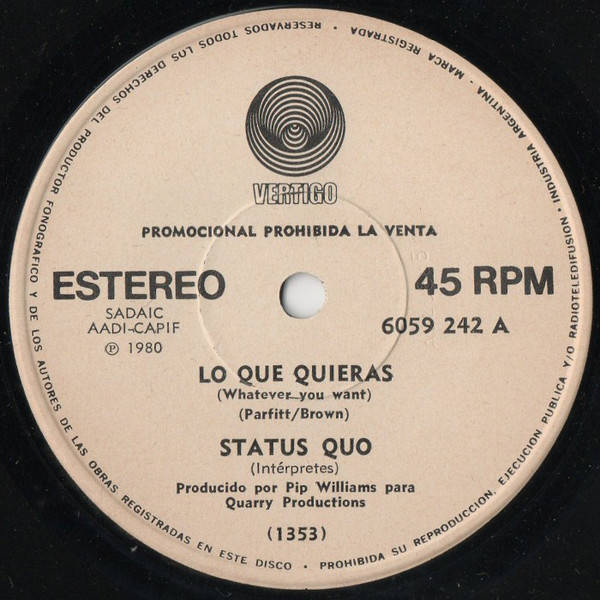 VERTIGO
PROMOCIONAL PROHIBIDA LA VENTA
ESTEREO
45 RPM
SADAIC
AADI-CAPIF
℗ 1980
6059 242 A
LO QUE QUIERAS
(Whatever you want)
(Parfitt/Brown)
STATUS QUO
(Intérpretes)
Producido por Pip Williams para
Quarry Productions
(1353)
RESERVADOS TODOS LOS DERECHOS DEL PRODUCTOR FONOGRAFICO Y DE LOS AUTORES DE LAS OBRAS REGISTRADAS EN ESTE DISCO • PROHIBIDA SU REPRODUCCION, EJECUCION PUBLICA Y/O RADIOTELEDIFUSION • INDUSTRIA ARGENTINA - MARCA REGISTRADA